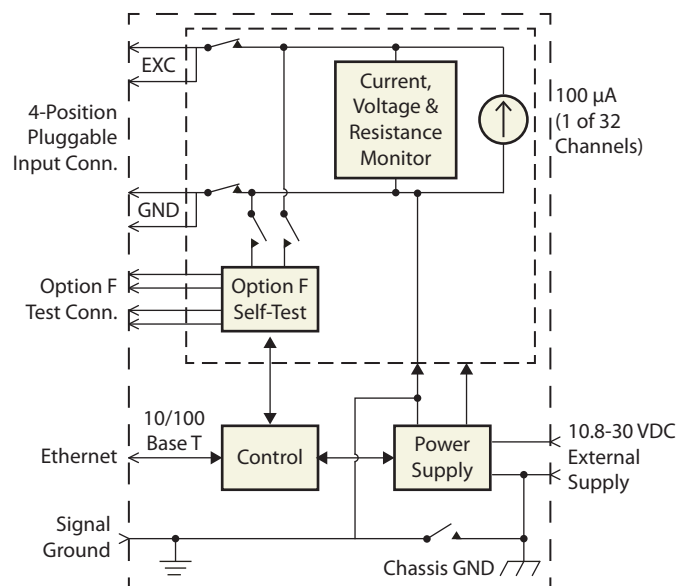 EXC
4-Position
Pluggable
Input Conn.
Current,
Voltage &
Resistance
Monitor
100 µA
(1 of 32
Channels)
GND
Option F
Test Conn.
Option F
Self-Test
10/100
Base T
Ethernet
Control
Power
Supply
10.8-30 VDC
External
Supply
Signal
Ground
Chassis GND